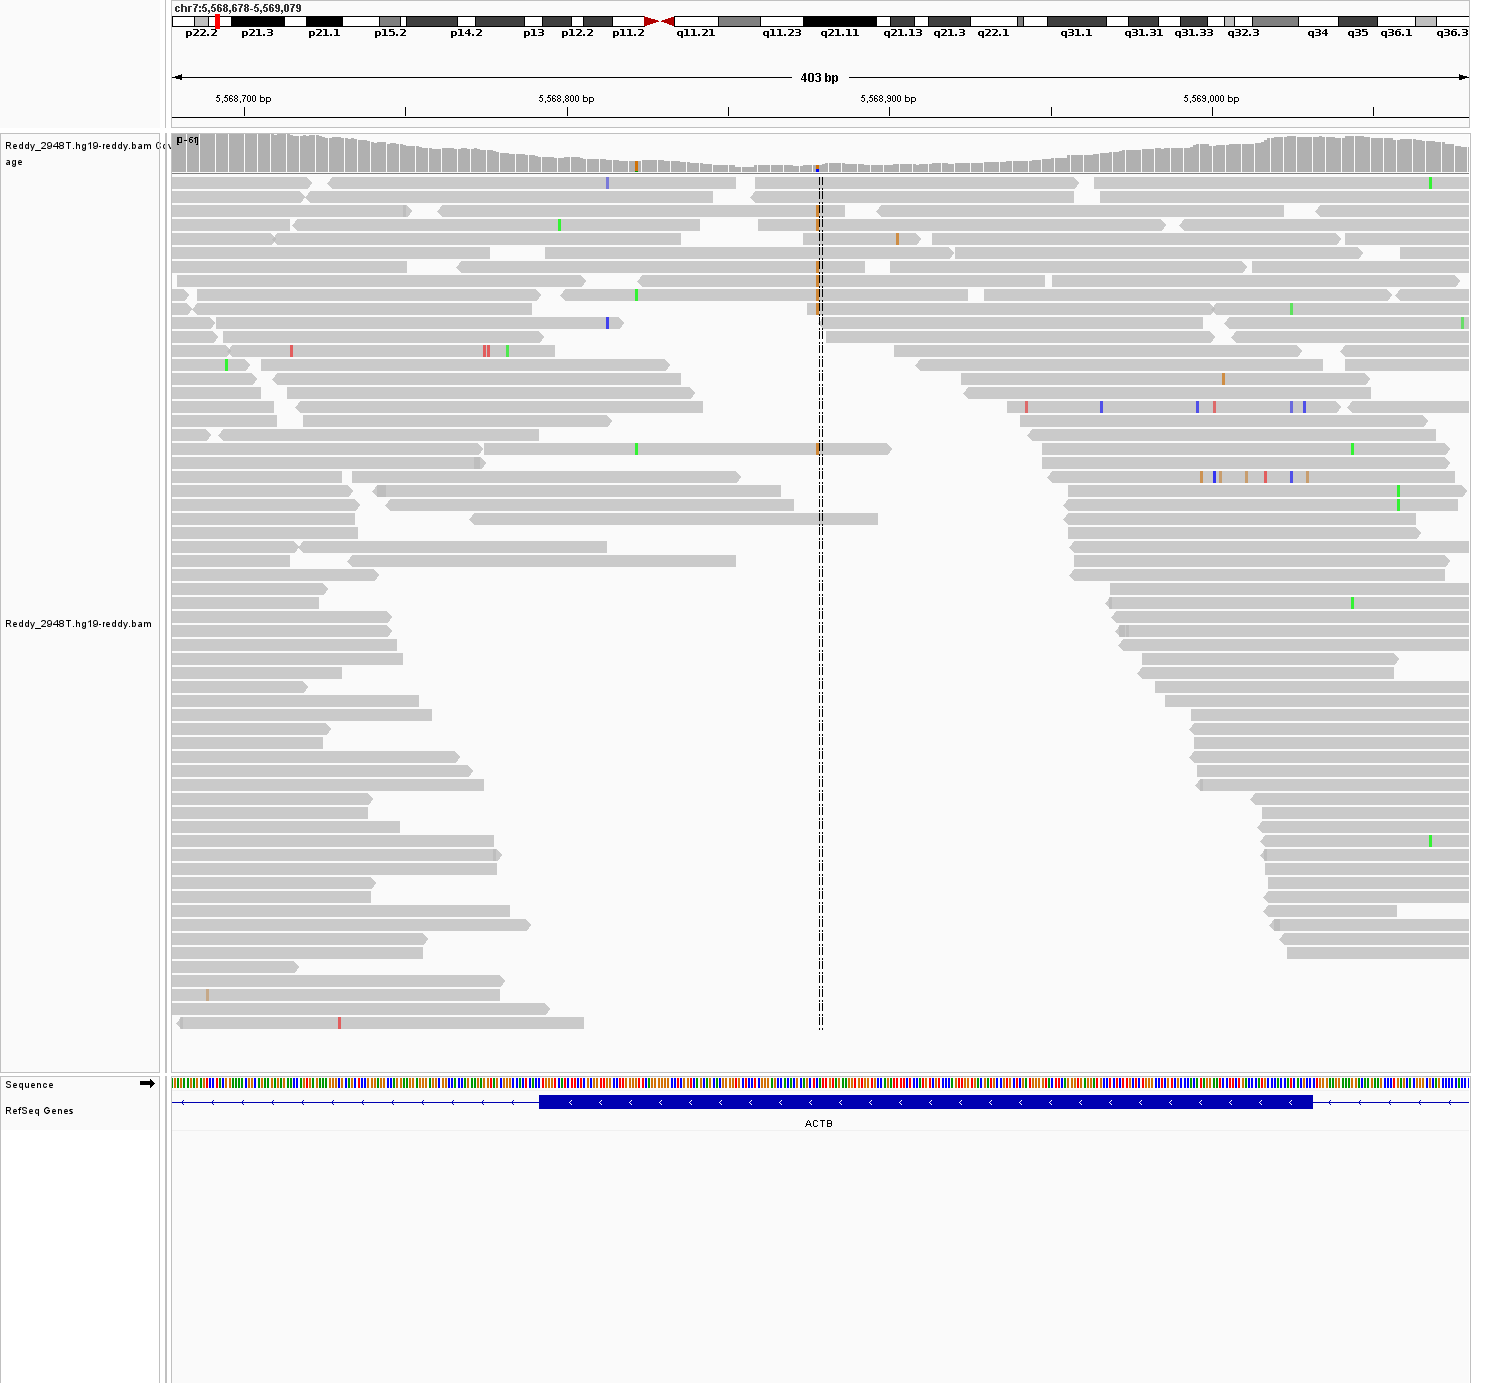 chr7:5,568,678-5,569,079
p22.2 p21.3 p21.1 p15.2 p14.2 p13 p12.2 p11.2 q11.21 q11.23 q21.11 q21.13 q21.3 q22.1 q31.1 q31.31 q31.33 q32.3 q34 q35 q36.1 q36.3
403 bp
5,568,700 bp 5,568,800 bp 5,568,900 bp 5,569,000 bp
[0-61]
Reddy_2948T.hg19-reddy.bam Cov
age
Reddy_2948T.hg19-reddy.bam
Sequence
RefSeq Genes
ACTB